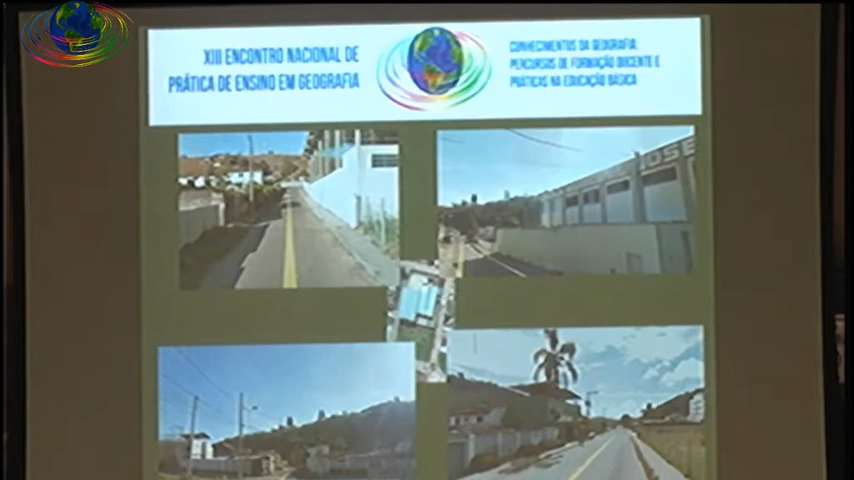 XIII ENCONTRO NACIONAL DE
PRÁTICA DE ENSINO EM GEOGRAFIA
CONHECIMENTOS DA GEOGRAFIA:
PERCURSOS DE FORMAÇÃO DOCENTE E
PRÁTICAS NA EDUCAÇÃO BÁSICA
IOSE